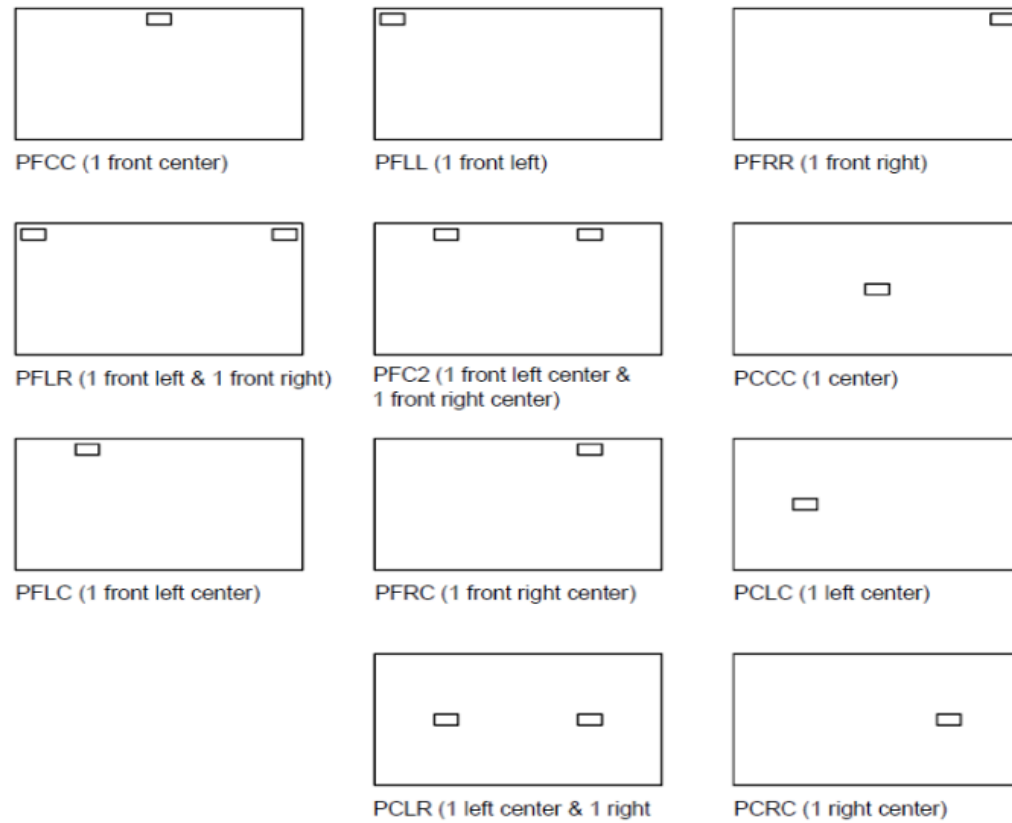 PFCC (1 front center)
PFLL (1 front left)
PFRR (1 front right)
PFLR (1 front left & 1 front right)
PFC2 (1 front left center &
1 front right center)
PCCC (1 center)
PFLC (1 front left center)
PFRC (1 front right center)
PCLC (1 left center)
PCLR (1 left center & 1 right
PCRC (1 right center)